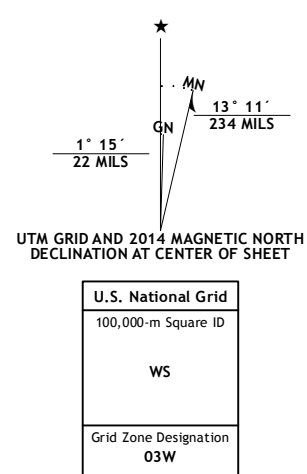 ★
MN
13° 11´
234 MILS
GN
1° 15´
22 MILS
UTM GRID AND 2014 MAGNETIC NORTH
DECLINATION AT CENTER OF SHEET
U.S. National Grid
100,000-m Square ID
WS
Grid Zone Designation
03W